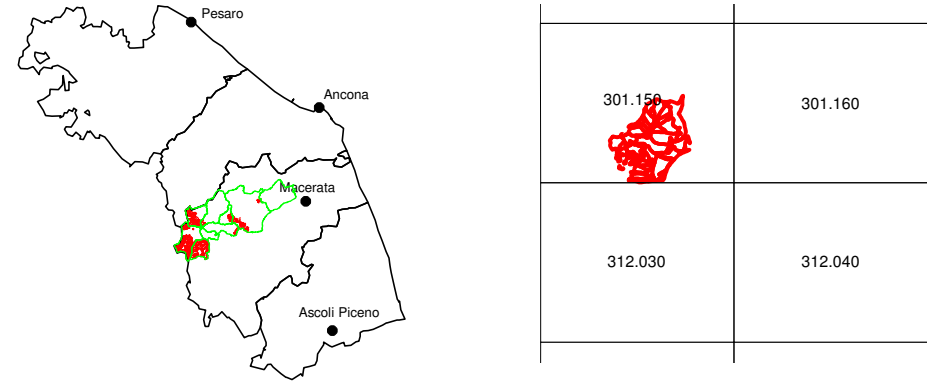 Pesaro
Ancona
Macerata
Ascoli Piceno
301.150
301.160
312.030
312.040